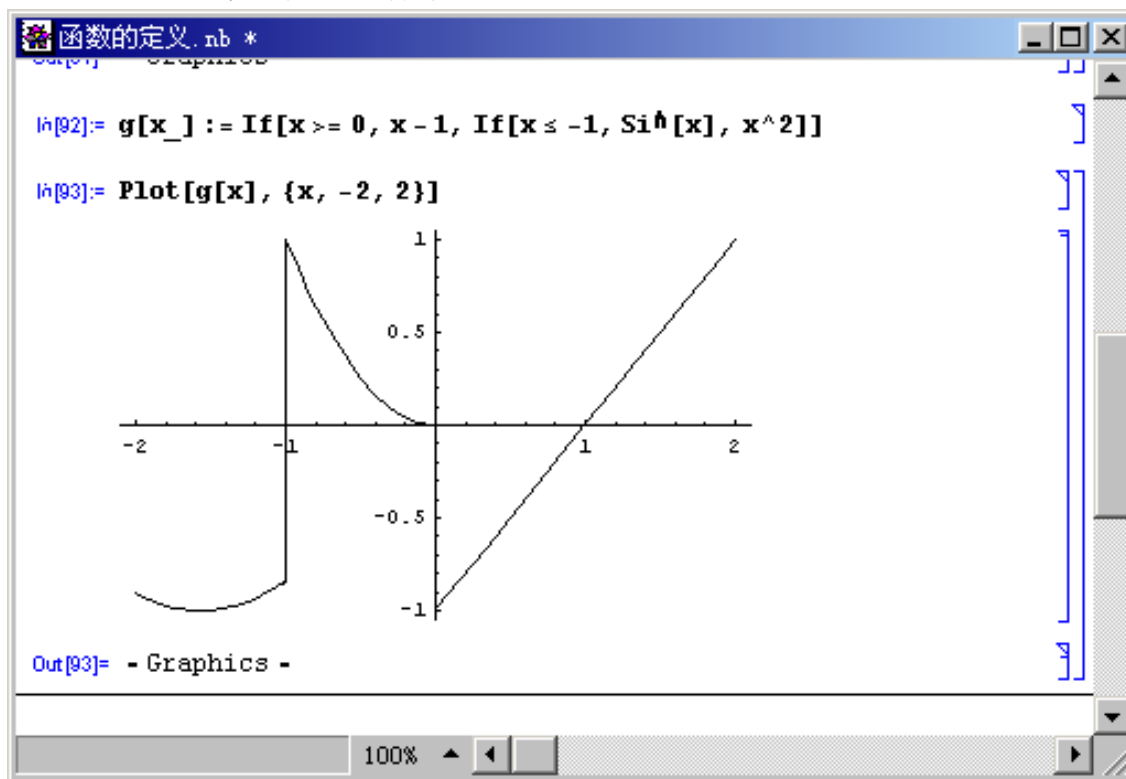 函数的定义.nb *
In[92]:= g[x_] := If[x >= 0, x - 1, If[x ≤ -1, Sin[x], x^2]]
In[93]:= Plot[g[x], {x, -2, 2}]
1
0.5
-2 -1 1 2
-0.5
-1
Out[93]= - Graphics -
100%